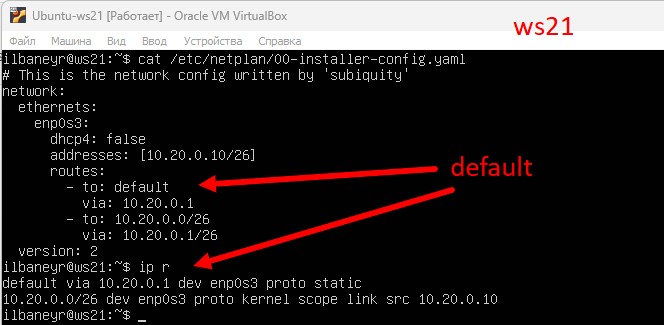 Ubuntu-ws21 [Работает] - Oracle VM VirtualBox
ws21
Файл Машина Вид Ввод Устройства Справка
ilbaneyr@ws21:~$ cat /etc/netplan/00-installer-config.yaml
# This is the network config written by 'subiquity'
network:
  ethernets:
    enp0s3:
      dhcp4: false
      addresses: [10.20.0.10/26]
      routes:
        - to: default
          via: 10.20.0.1
        - to: 10.20.0.0/26
          via: 10.20.0.1/26
  version: 2
default
ilbaneyr@ws21:~$ ip r
default via 10.20.0.1 dev enp0s3 proto static
10.20.0.0/26 dev enp0s3 proto kernel scope link src 10.20.0.10
ilbaneyr@ws21:~$ _